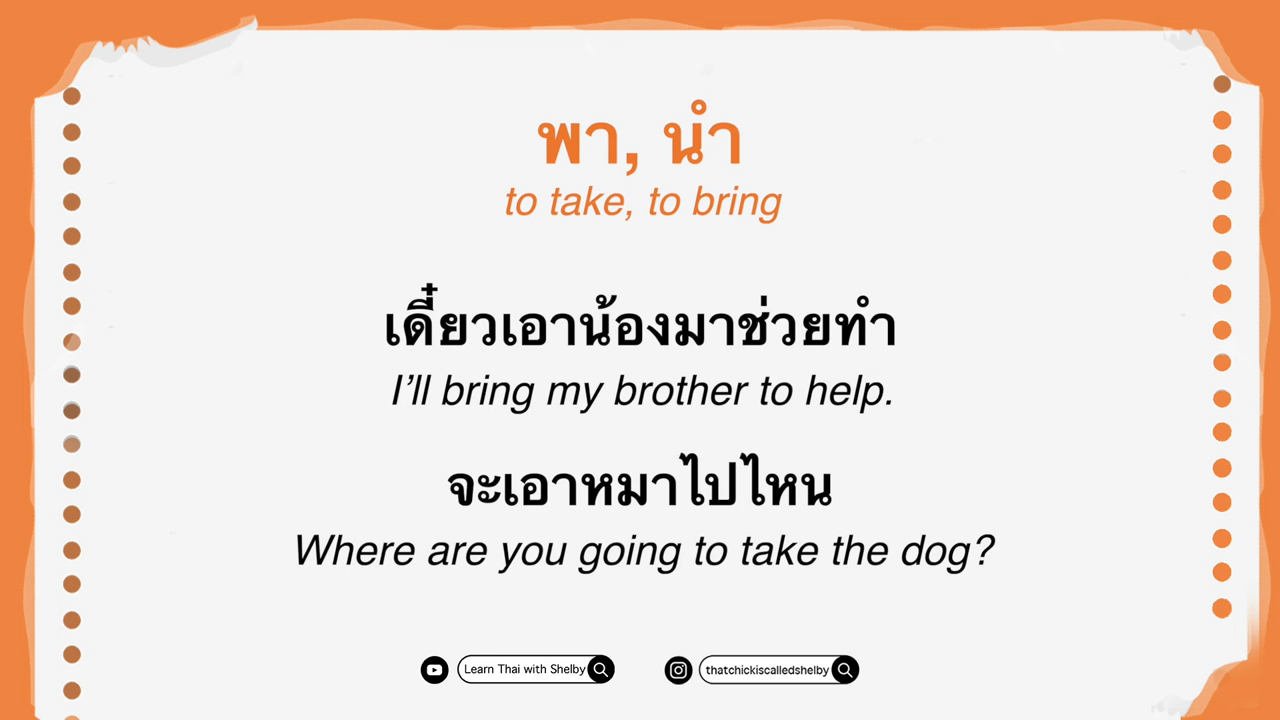 พา, นำ
to take, to bring
เดี๋ยวเอาน้องมาช่วยทำ
I'll bring my brother to help.
จะเอาหมาไปไหน
Where are you going to take the dog?
Learn Thai with Shelby
thatchickiscalledshelby